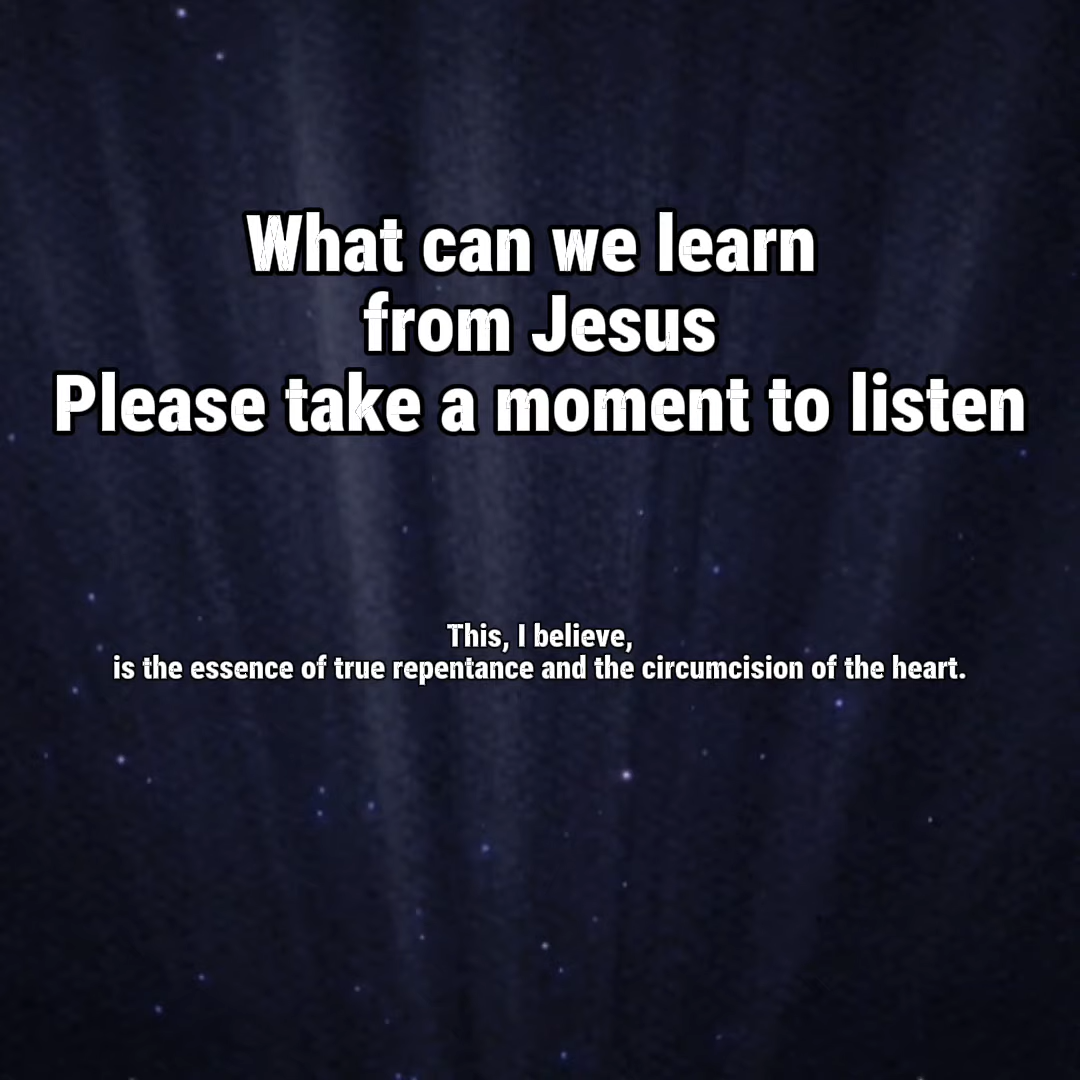 What can we learn
from Jesus
Please take a moment to listen
This, I believe,
is the essence of true repentance and the circumcision of the heart.